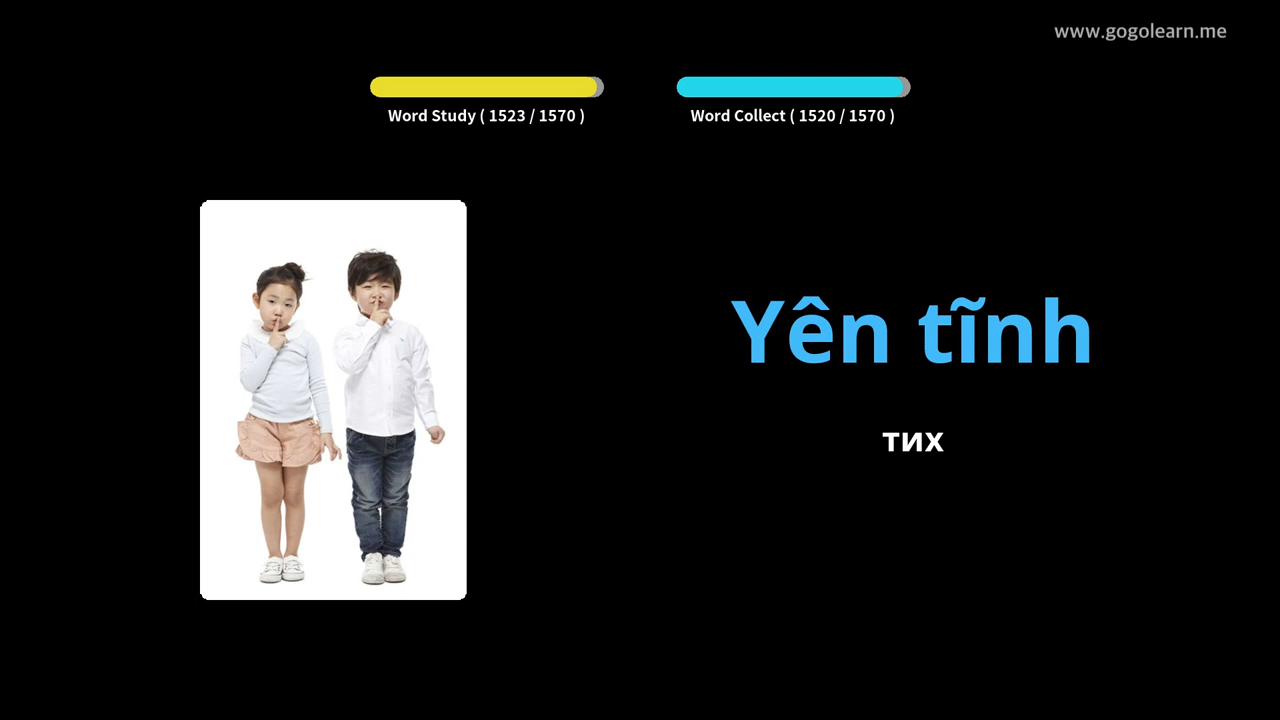 www.gogolearn.me
Word Study ( 1523 / 1570 )
Word Collect ( 1520 / 1570 )
Yên tĩnh
тих